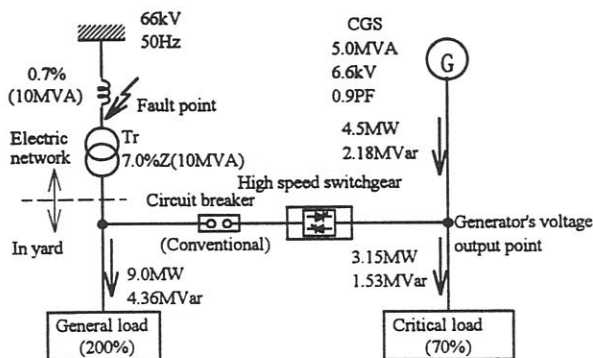 66kV
50Hz
0.7%
(10MVA)
Fault point
Tr
7.0%Z(10MVA)
Electric
network
In yard
Circuit breaker
(Conventional)
High speed switchgear
CGS
5.0MVA
6.6kV
0.9PF
G
4.5MW
2.18MVar
Generator's voltage
output point
9.0MW
4.36MVar
3.15MW
1.53MVar
General load
(200%)
Critical load
(70%)